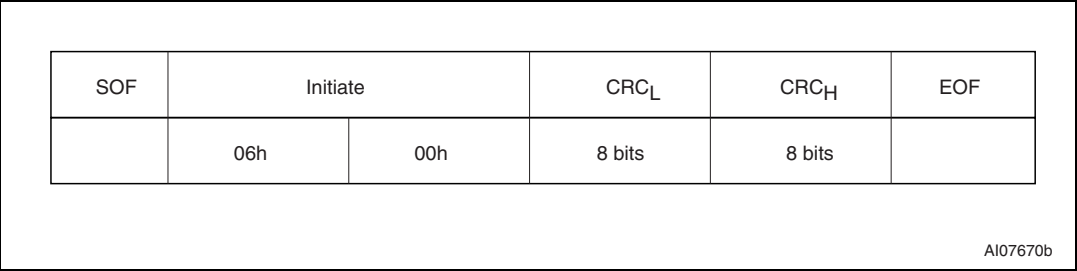 SOF Initiate CRCL CRCH EOF
06h 00h 8 bits 8 bits
AI07670b